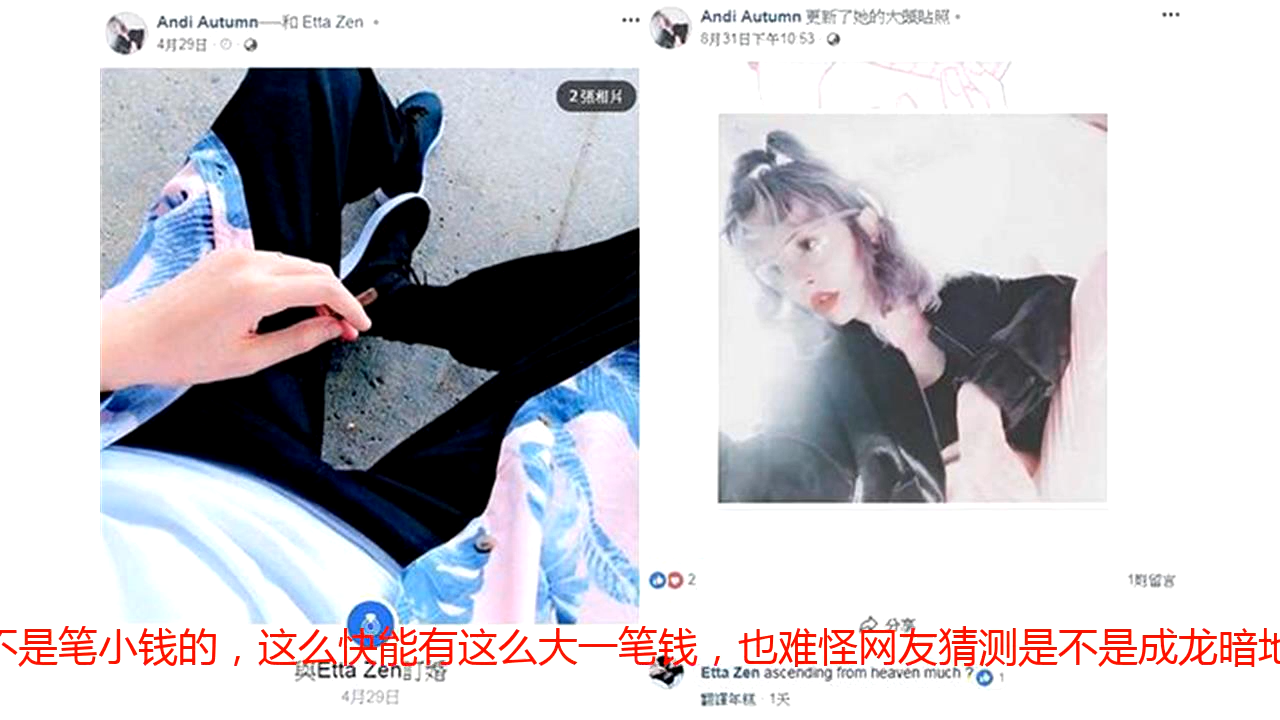 Andi Autumn——和 Etta Zen。
4月29日
2張相片
與Etta Zen訂婚
4月29日
Andi Autumn 更新了她的大頭貼照。
8月31日下午10:53
2
1則留言
分享
不是笔小钱的，这么快能有这么大一笔钱，也难怪网友猜测是不是成龙暗地
Etta Zen ascending from heaven much ?
1
翻譯年糕 · 1天